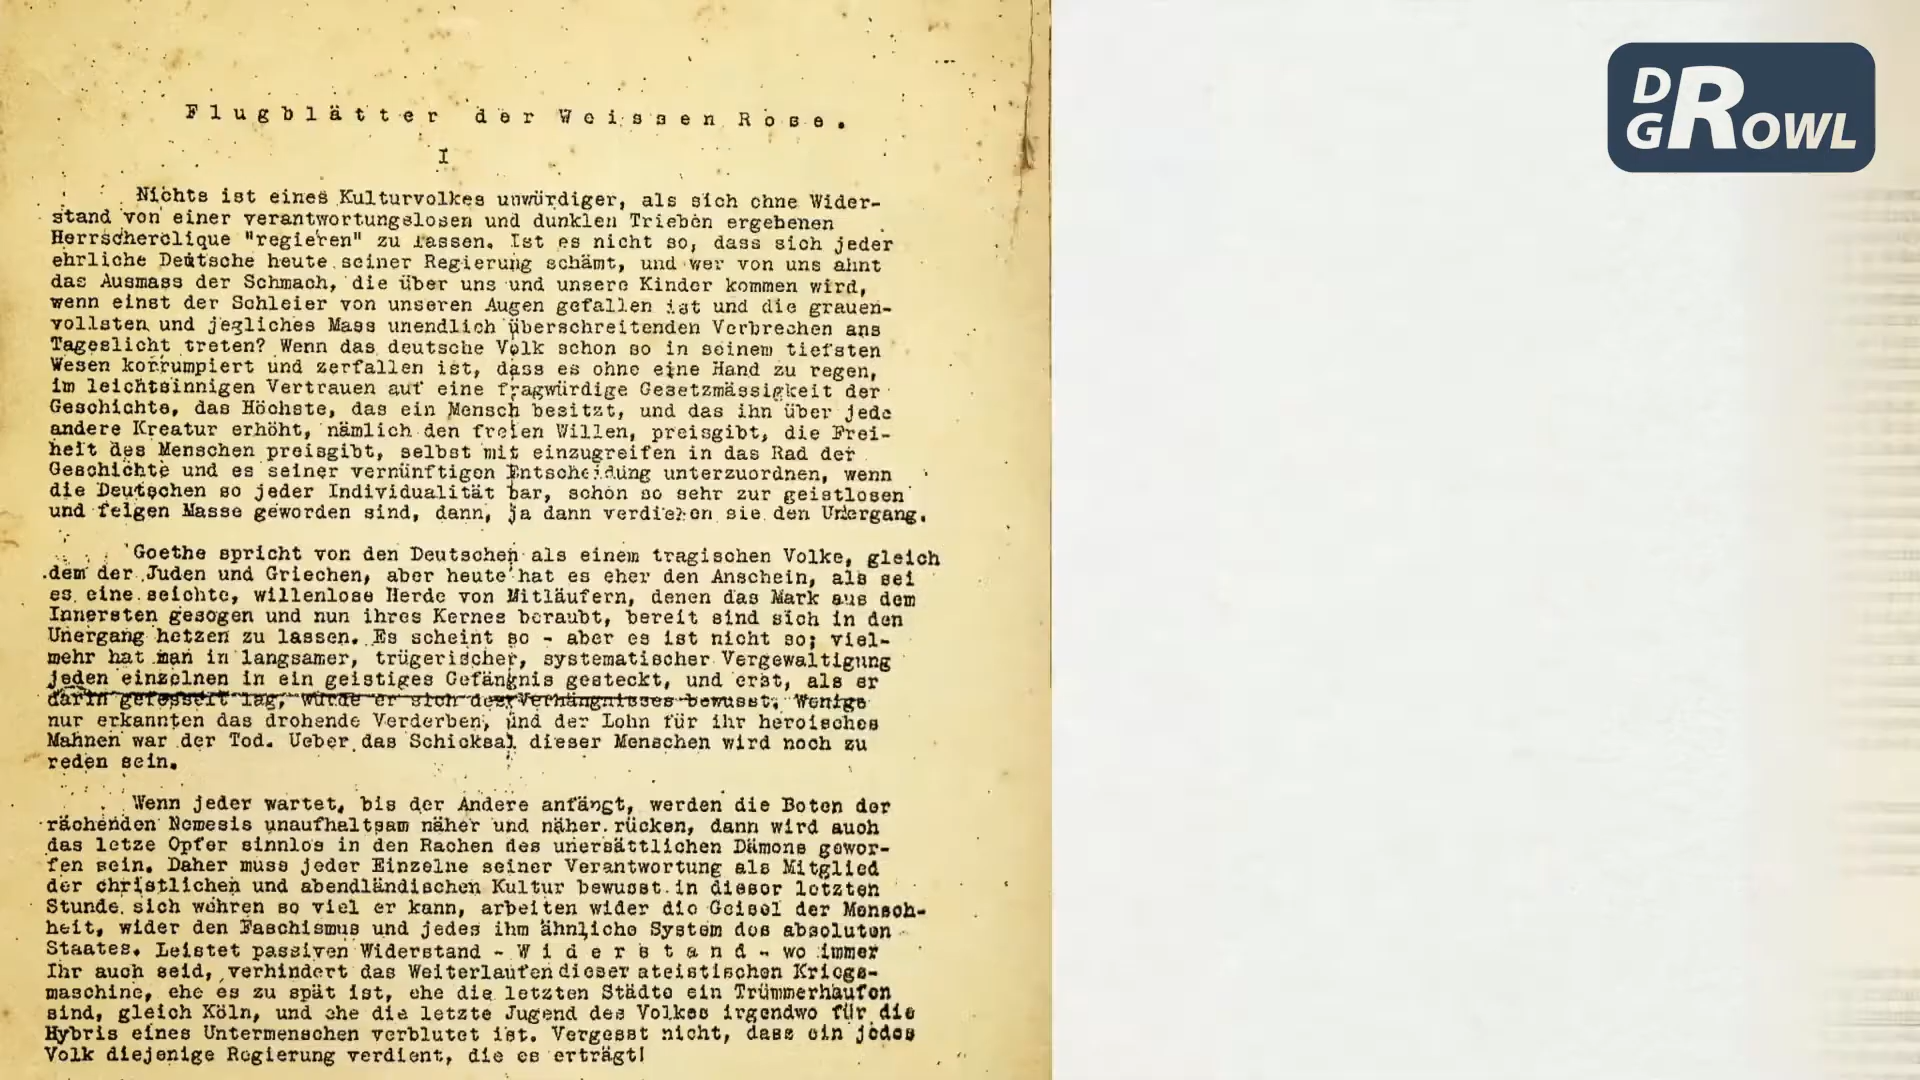 Flugblätter der Weissen Rose.
I
Nichts ist eines Kulturvolkes unwürdiger, als sich ohne Wider-
stand von einer verantwortungslosen und dunklen Trieben ergebenen
Herrscherclique "regieren" zu lassen. Ist es nicht so, dass sich jeder
ehrliche Deutsche heute seiner Regierung schämt, und wer von uns ahnt
das Ausmass der Schmach, die über uns und unsere Kinder kommen wird,
wenn einst der Schleier von unseren Augen gefallen ist und die grauen-
vollsten und jegliches Mass unendlich überschreitenden Verbrechen ans
Tageslicht treten? Wenn das deutsche Volk schon so in seinem tiefsten
Wesen korrumpiert und zerfallen ist, dass es ohne eine Hand zu regen,
im leichtsinnigen Vertrauen auf eine fragwürdige Gesetzmässigkeit der
Geschichte, das Höchste, das ein Mensch besitzt, und das ihn über jede
andere Kreatur erhöht, nämlich den freien Willen, preisgibt, die Frei-
heit des Menschen preisgibt, selbst mit einzugreifen in das Rad der
Geschichte und es seiner vernünftigen Entscheidung unterzuordnen, wenn
die Deutschen so jeder Individualität bar, schon so sehr zur geistlosen
und feigen Masse geworden sind, dann, ja dann verdienen sie den Untergang.
Goethe spricht von den Deutschen als einem tragischen Volke, gleich
dem der Juden und Griechen, aber heute hat es eher den Anschein, als sei
es eine seichte, willenlose Herde von Mitläufern, denen das Mark aus dem
Innersten gesogen und nun ihres Kernes beraubt, bereit sind sich in den
Unergang hetzen zu lassen. Es scheint so - aber es ist nicht so; viel-
mehr hat man in langsamer, trügerischer, systematischer Vergewaltigung
jeden einzelnen in ein geistiges Gefängnis gesteckt, und erst, als er
darin gefesselt lag, wurde er sich des Verhängnisses bewusst. Wenige
nur erkannten das drohende Verderben, und der Lohn für ihr heroisches
Mahnen war der Tod. Ueber das Schicksal dieser Menschen wird noch zu
reden sein.
Wenn jeder wartet, bis der Andere anfängt, werden die Boten der
rächenden Nemesis unaufhaltsam näher und näher rücken, dann wird auch
das letze Opfer sinnlos in den Rachen des unersättlichen Dämons gewor-
fen sein. Daher muss jeder Einzelne seiner Verantwortung als Mitglied
der christlichen und abendländischen Kultur bewusst in dieser letzten
Stunde sich wehren so viel er kann, arbeiten wider die Geisel der Mensch-
heit, wider den Faschismus und jedes ihm ähnliche System des absoluten
Staates. Leistet passiven Widerstand - W i d e r s t a n d - wo immer
Ihr auch seid, verhindert das Weiterlaufen dieser ateistischen Kriegs-
maschine, ehe es zu spät ist, ehe die letzten Städte ein Trümmerhaufen
sind, gleich Köln, und ehe die letzte Jugend des Volkes irgendwo für die
Hybris eines Untermenschen verblutet ist. Vergesst nicht, dass ein jedes
Volk diejenige Regierung verdient, die es erträgt!
DR GROWL